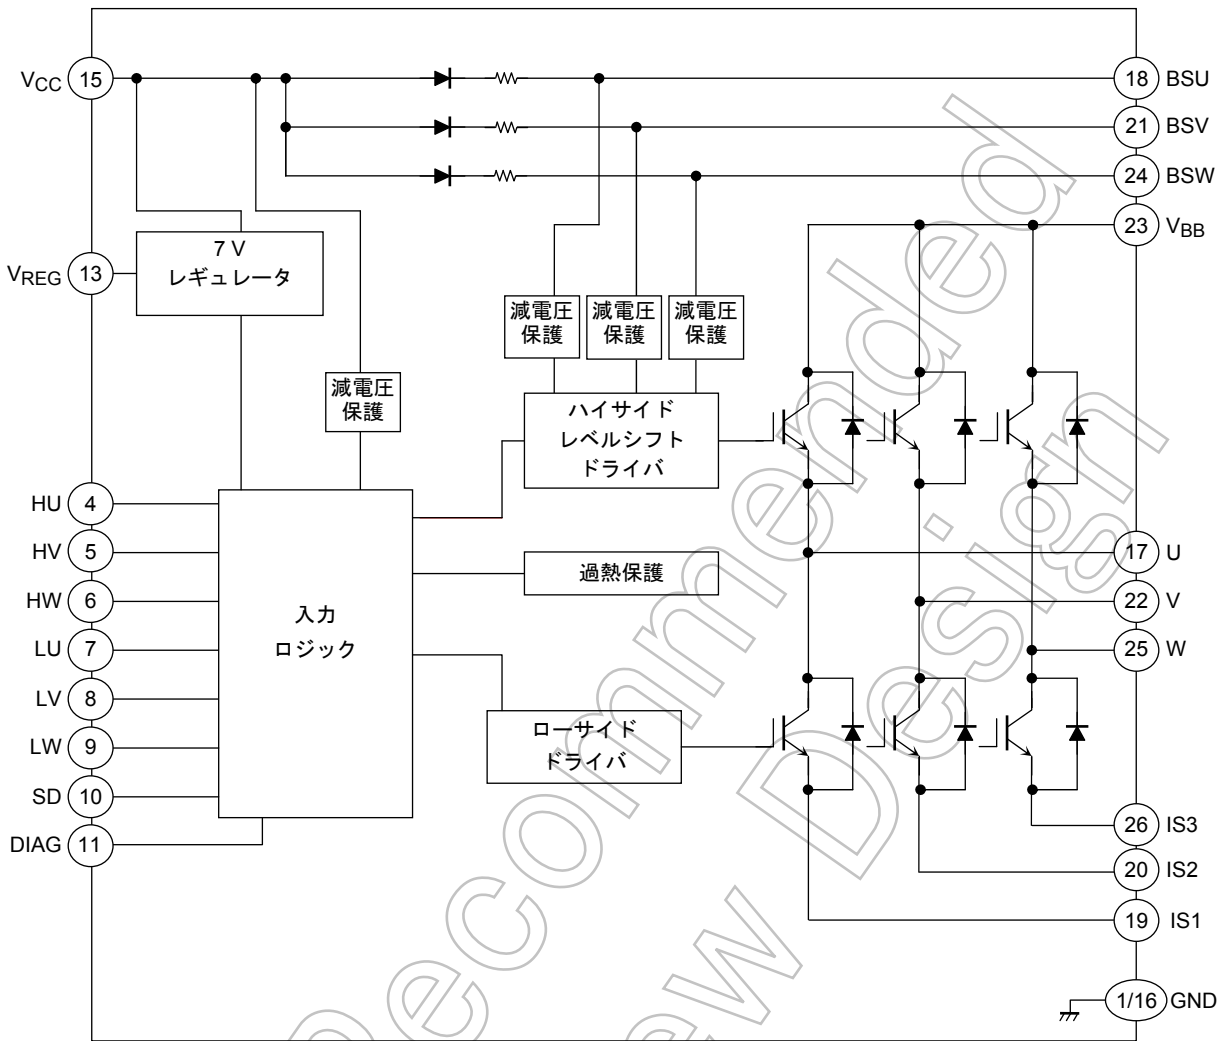 VCC 15
18 BSU
21 BSV
24 BSW
23 VBB
7 V
レギュレータ
VREG 13
減電圧
保護
減電圧
保護
減電圧
保護
減電圧
保護
ハイサイド
レベルシフト
ドライバ
HU 4
HV 5
HW 6
LU 7
LV 8
LW 9
SD 10
DIAG 11
入力
ロジック
過熱保護
ローサイド
ドライバ
17 U
22 V
25 W
26 IS3
20 IS2
19 IS1
1/16 GND
Recommended
ew Design